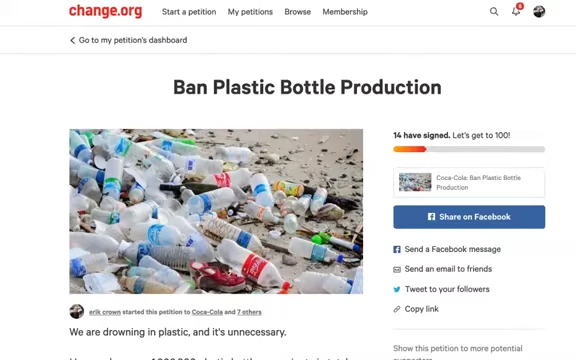 change.org
Start a petition
My petitions
Browse
Membership
8
Go to my petition's dashboard
Ban Plastic Bottle Production
14 have signed. Let's get to 100!
Coca-Cola: Ban Plastic Bottle
Production
Share on Facebook
Send a Facebook message
Send an email to friends
Tweet to your followers
Copy link
Show this petition to more potential
erik crown started this petition to Coca-Cola and 7 others
We are drowning in plastic, and it's unnecessary.